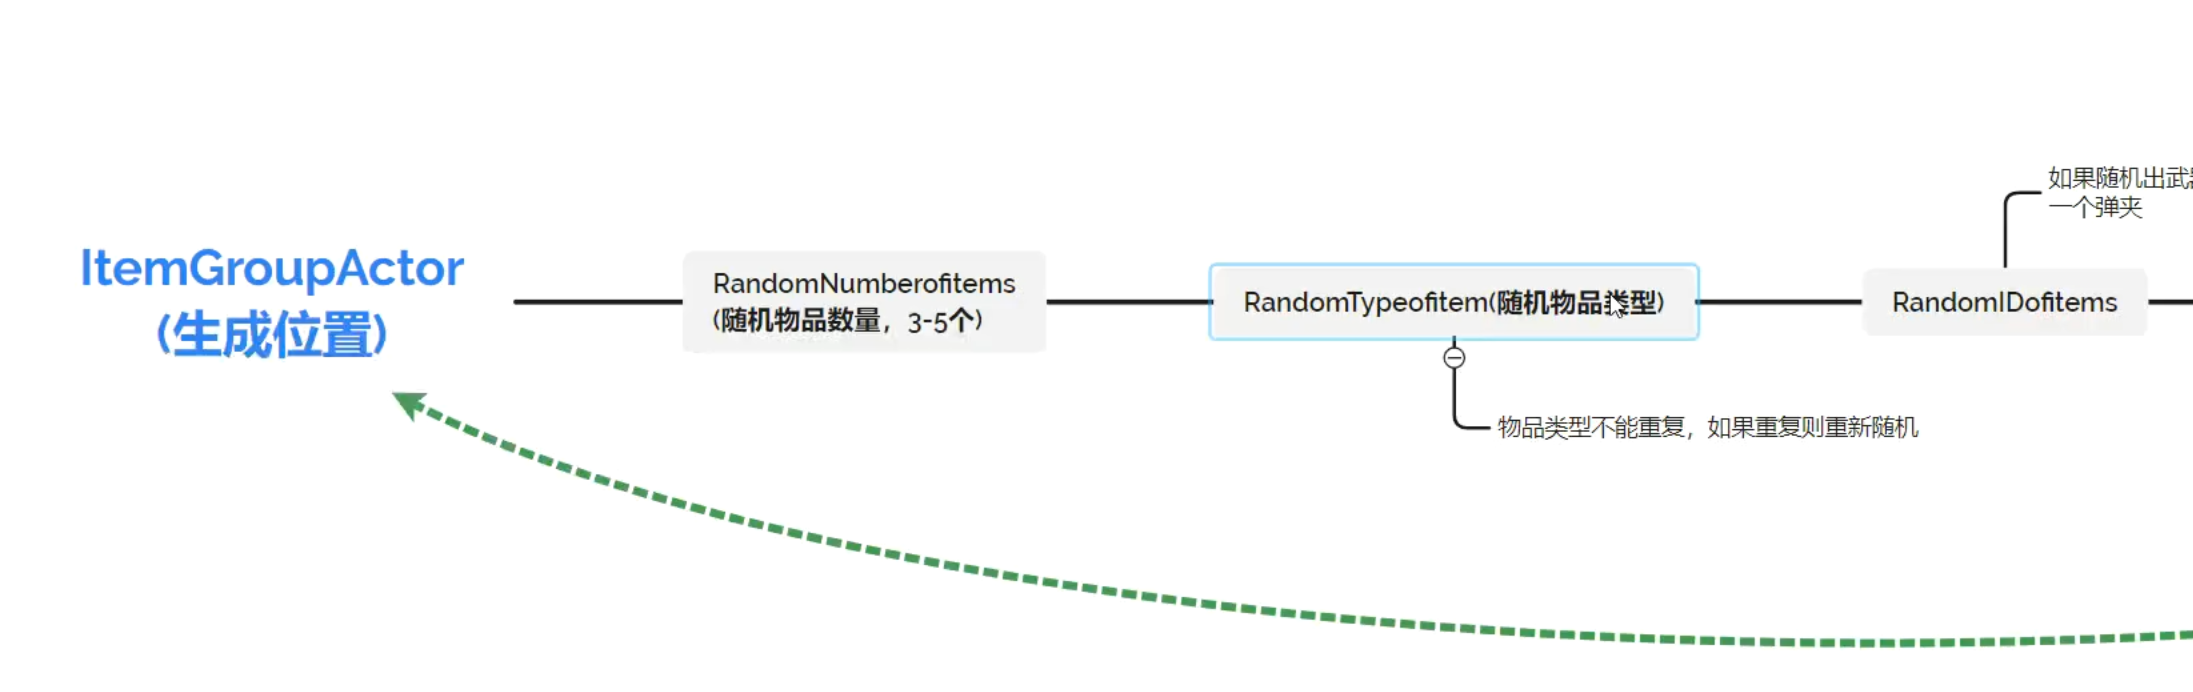 ItemGroupActor
(生成位置)
RandomNumberofitems
(随机物品数量，3-5个)
RandomTypeofitem(随机物品类型)
物品类型不能重复，如果重复则重新随机
RandomIDofitems
如果随机出武
一个弹夹